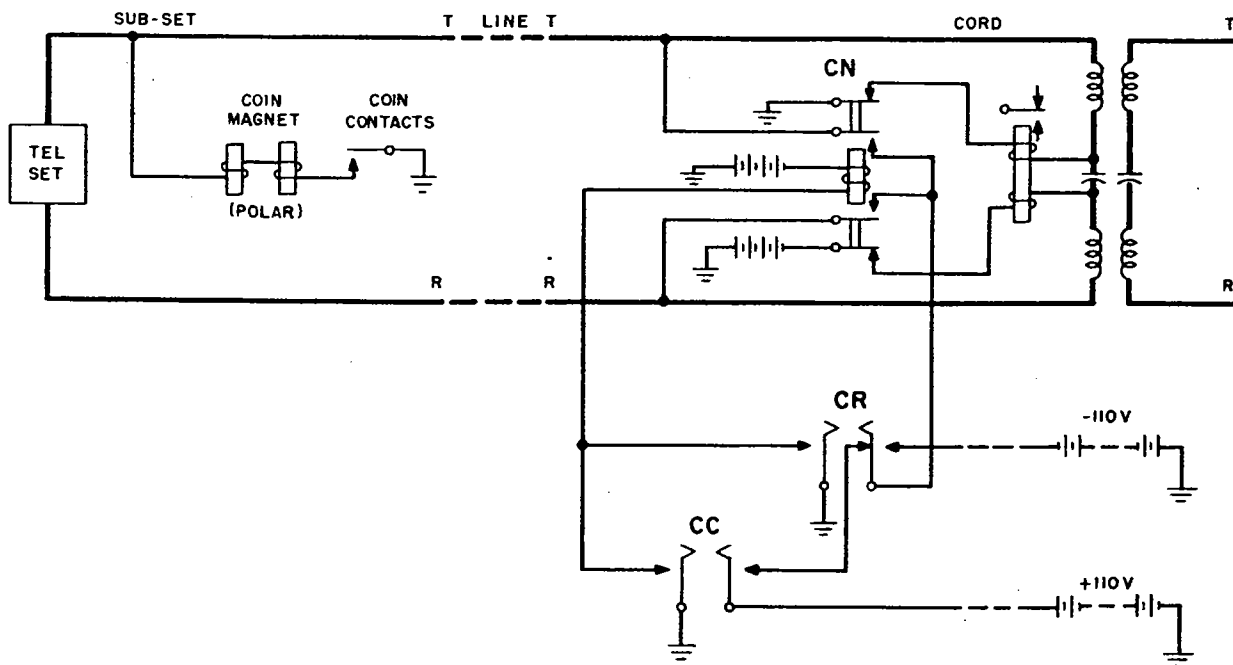 SUB-SET
T LINE T
CORD
T
CN
COIN
MAGNET
COIN
CONTACTS
TEL
SET
(POLAR)
R
R
R
CR
-110V
CC
+110V